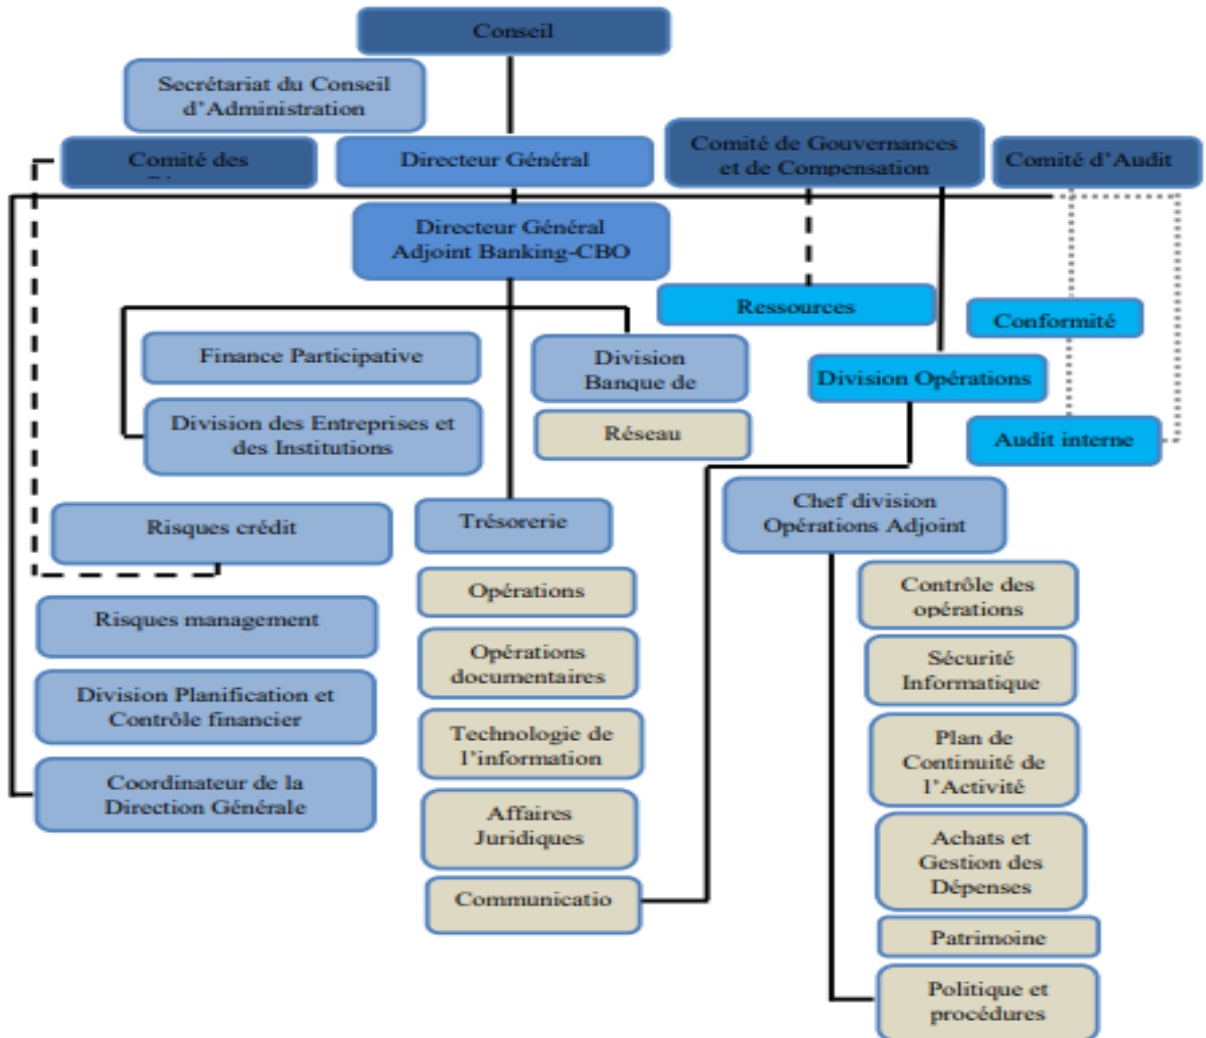 Conseil
Secrétariat du Conseil
d'Administration
Comité des
Directeur Général
Comité de Gouvernances
et de Compensation
Comité d'Audit
Directeur Général
Adjoint Banking-CBO
Ressources
Conformité
Finance Participative
Division
Banque de
Division Opérations
Division des Entreprises et
des Institutions
Réseau
Audit interne
Risques crédit
Trésorerie
Chef division
Opérations Adjoint
Opérations
Contrôle des
opérations
Risques management
Opérations
documentaires
Sécurité
Informatique
Division Planification et
Contrôle financier
Technologie de
l'information
Plan de
Continuité de
l'Activité
Coordinateur de la
Direction Générale
Affaires
Juridiques
Achats et
Gestion des
Dépenses
Communicatio
Patrimoine
Politique et
procédures